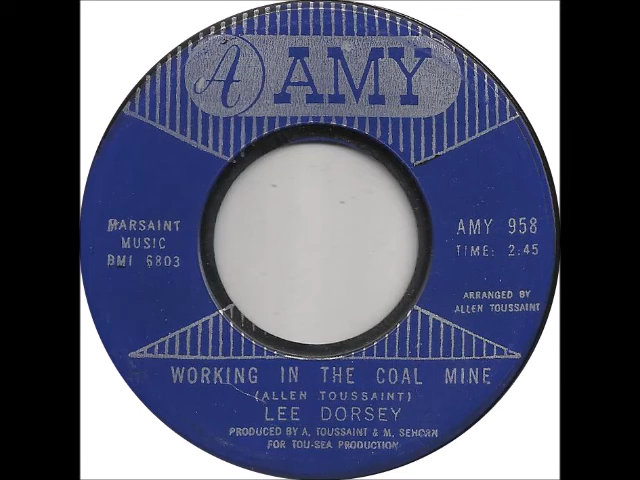 A AMY
MARSAINT
MUSIC
BMI 6803
AMY 958
TIME: 2:45
ARRANGED BY
ALLEN TOUSSAINT
WORKING IN THE COAL MINE
(ALLEN TOUSSAINT)
LEE DORSEY
PRODUCED BY A. TOUSSAINT & M. SEHORN
FOR TOU-SEA PRODUCTION